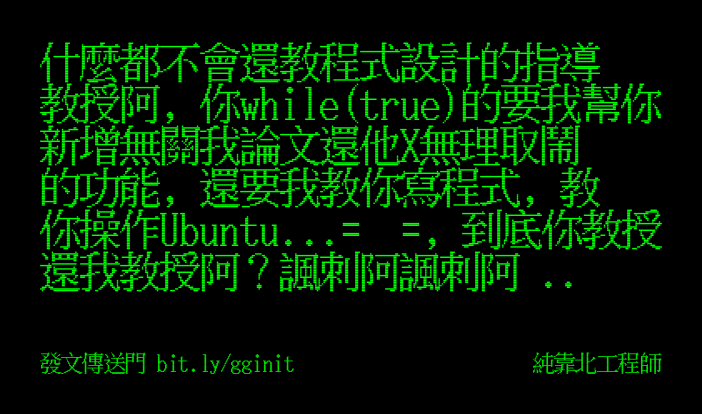 什麼都不會還教程式設計的指導
教授阿, 你while(true)的要我幫你
新增無關我論文還他X無理取鬧
的功能, 還要我教你寫程式, 教
你操作Ubuntu...= =, 到底你教授
還我教授阿？諷刺阿諷刺阿 ..
發文傳送門 bit.ly/gginit
純靠北工程師